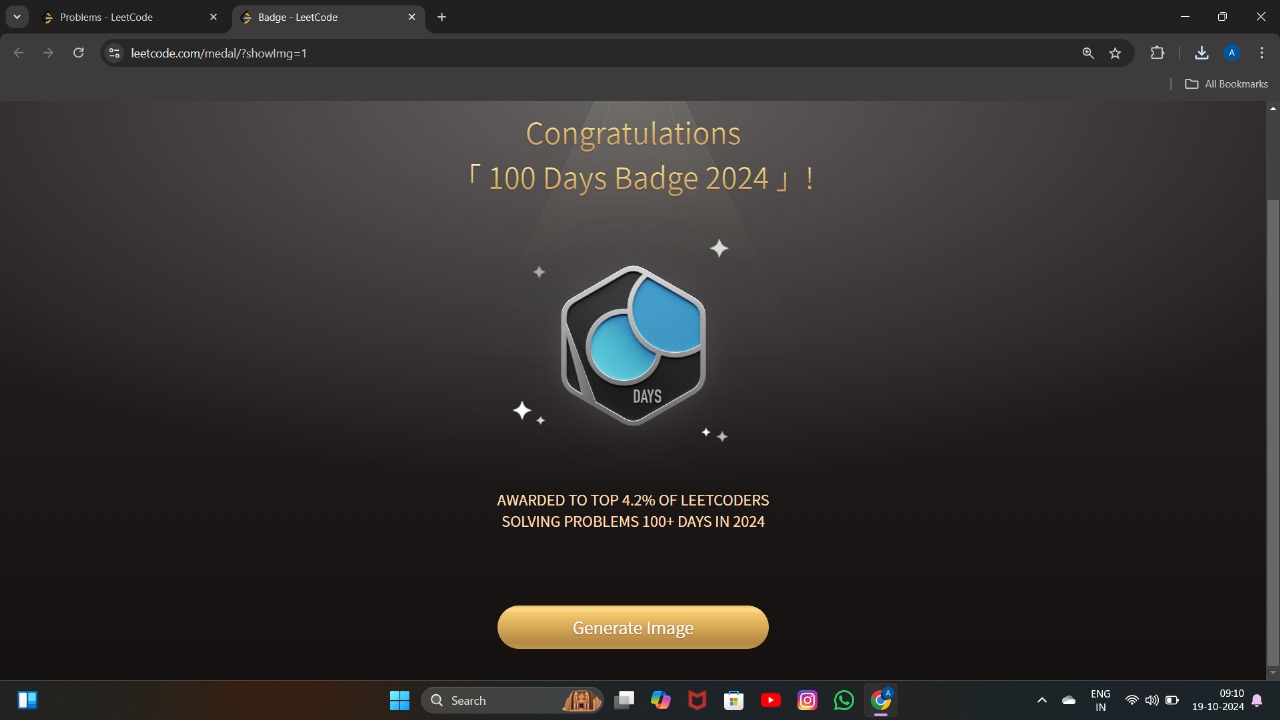 Problems - LeetCode
Badge - LeetCode
leetcode.com/medal/?showImg=1
A
All Bookmarks
Congratulations
「 100 Days Badge 2024 」!
DAYS
AWARDED TO TOP 4.2% OF LEETCODERS
SOLVING PROBLEMS 100+ DAYS IN 2024
Generate Image
Search
A
ENG
IN
09:10
19-10-2024